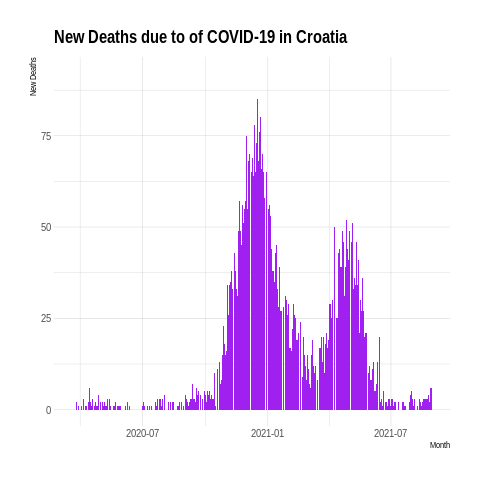 New Deaths due to of COVID-19 in Croatia
New Deaths
75
50
25
0
2020-07
2021-01
2021-07
Month